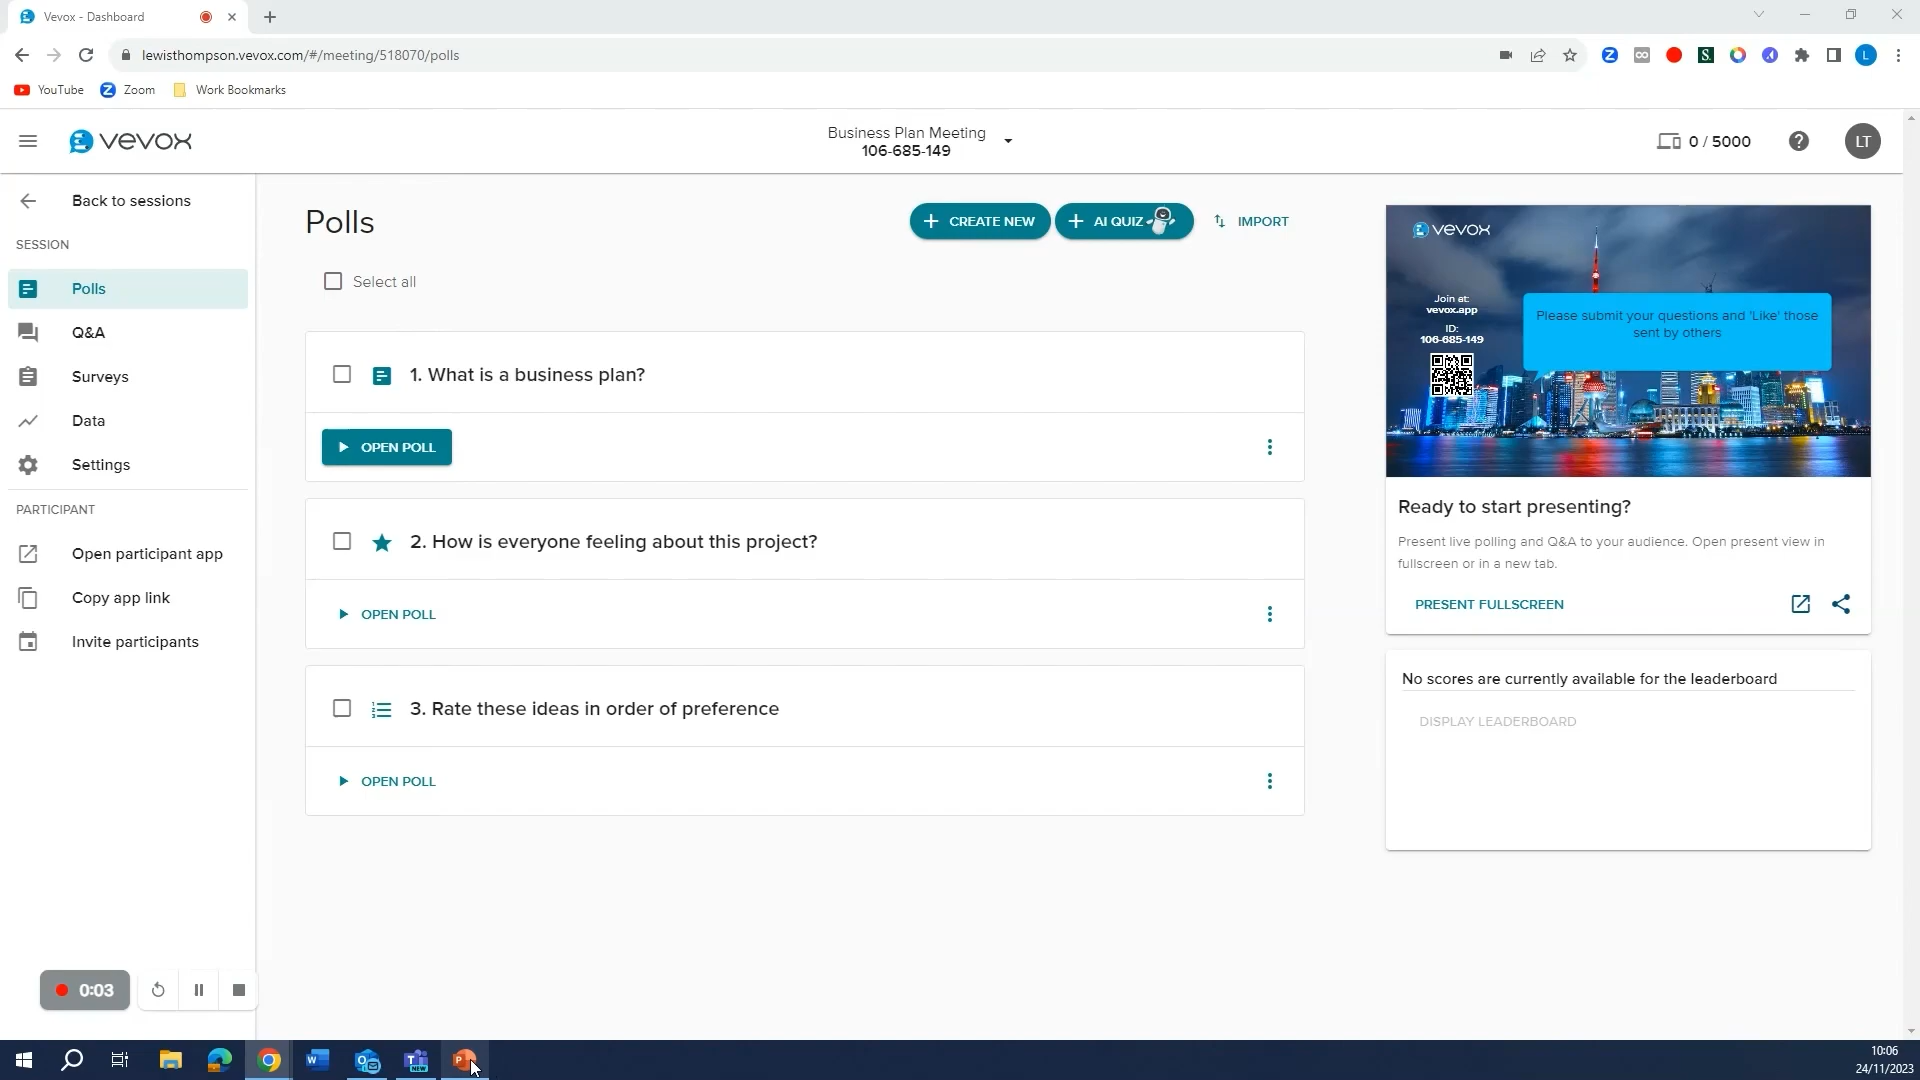 Vevox - Dashboard
lewisthompson.vevox.com/#/meeting/518070/polls
L
YouTube
Zoom
Work Bookmarks
vevox
Business Plan Meeting
106-685-149
0 / 5000
LT
Back to sessions
SESSION
Polls
Q&A
Surveys
Data
Settings
PARTICIPANT
Open participant app
Copy app link
Invite participants
Polls
CREATE NEW
AI QUIZ
IMPORT
Select all
1. What is a business plan?
OPEN POLL
2. How is everyone feeling about this project?
OPEN POLL
3. Rate these ideas in order of preference
OPEN POLL
vevox
Join at:
vevox.app
ID:
106-685-149
Please submit your questions and 'Like' those
sent by others
Ready to start presenting?
Present live polling and Q&A to your audience. Open present view in
fullscreen or in a new tab.
PRESENT FULLSCREEN
No scores are currently available for the leaderboard
DISPLAY LEADERBOARD
0:03
NEW
10:06
24/11/2023